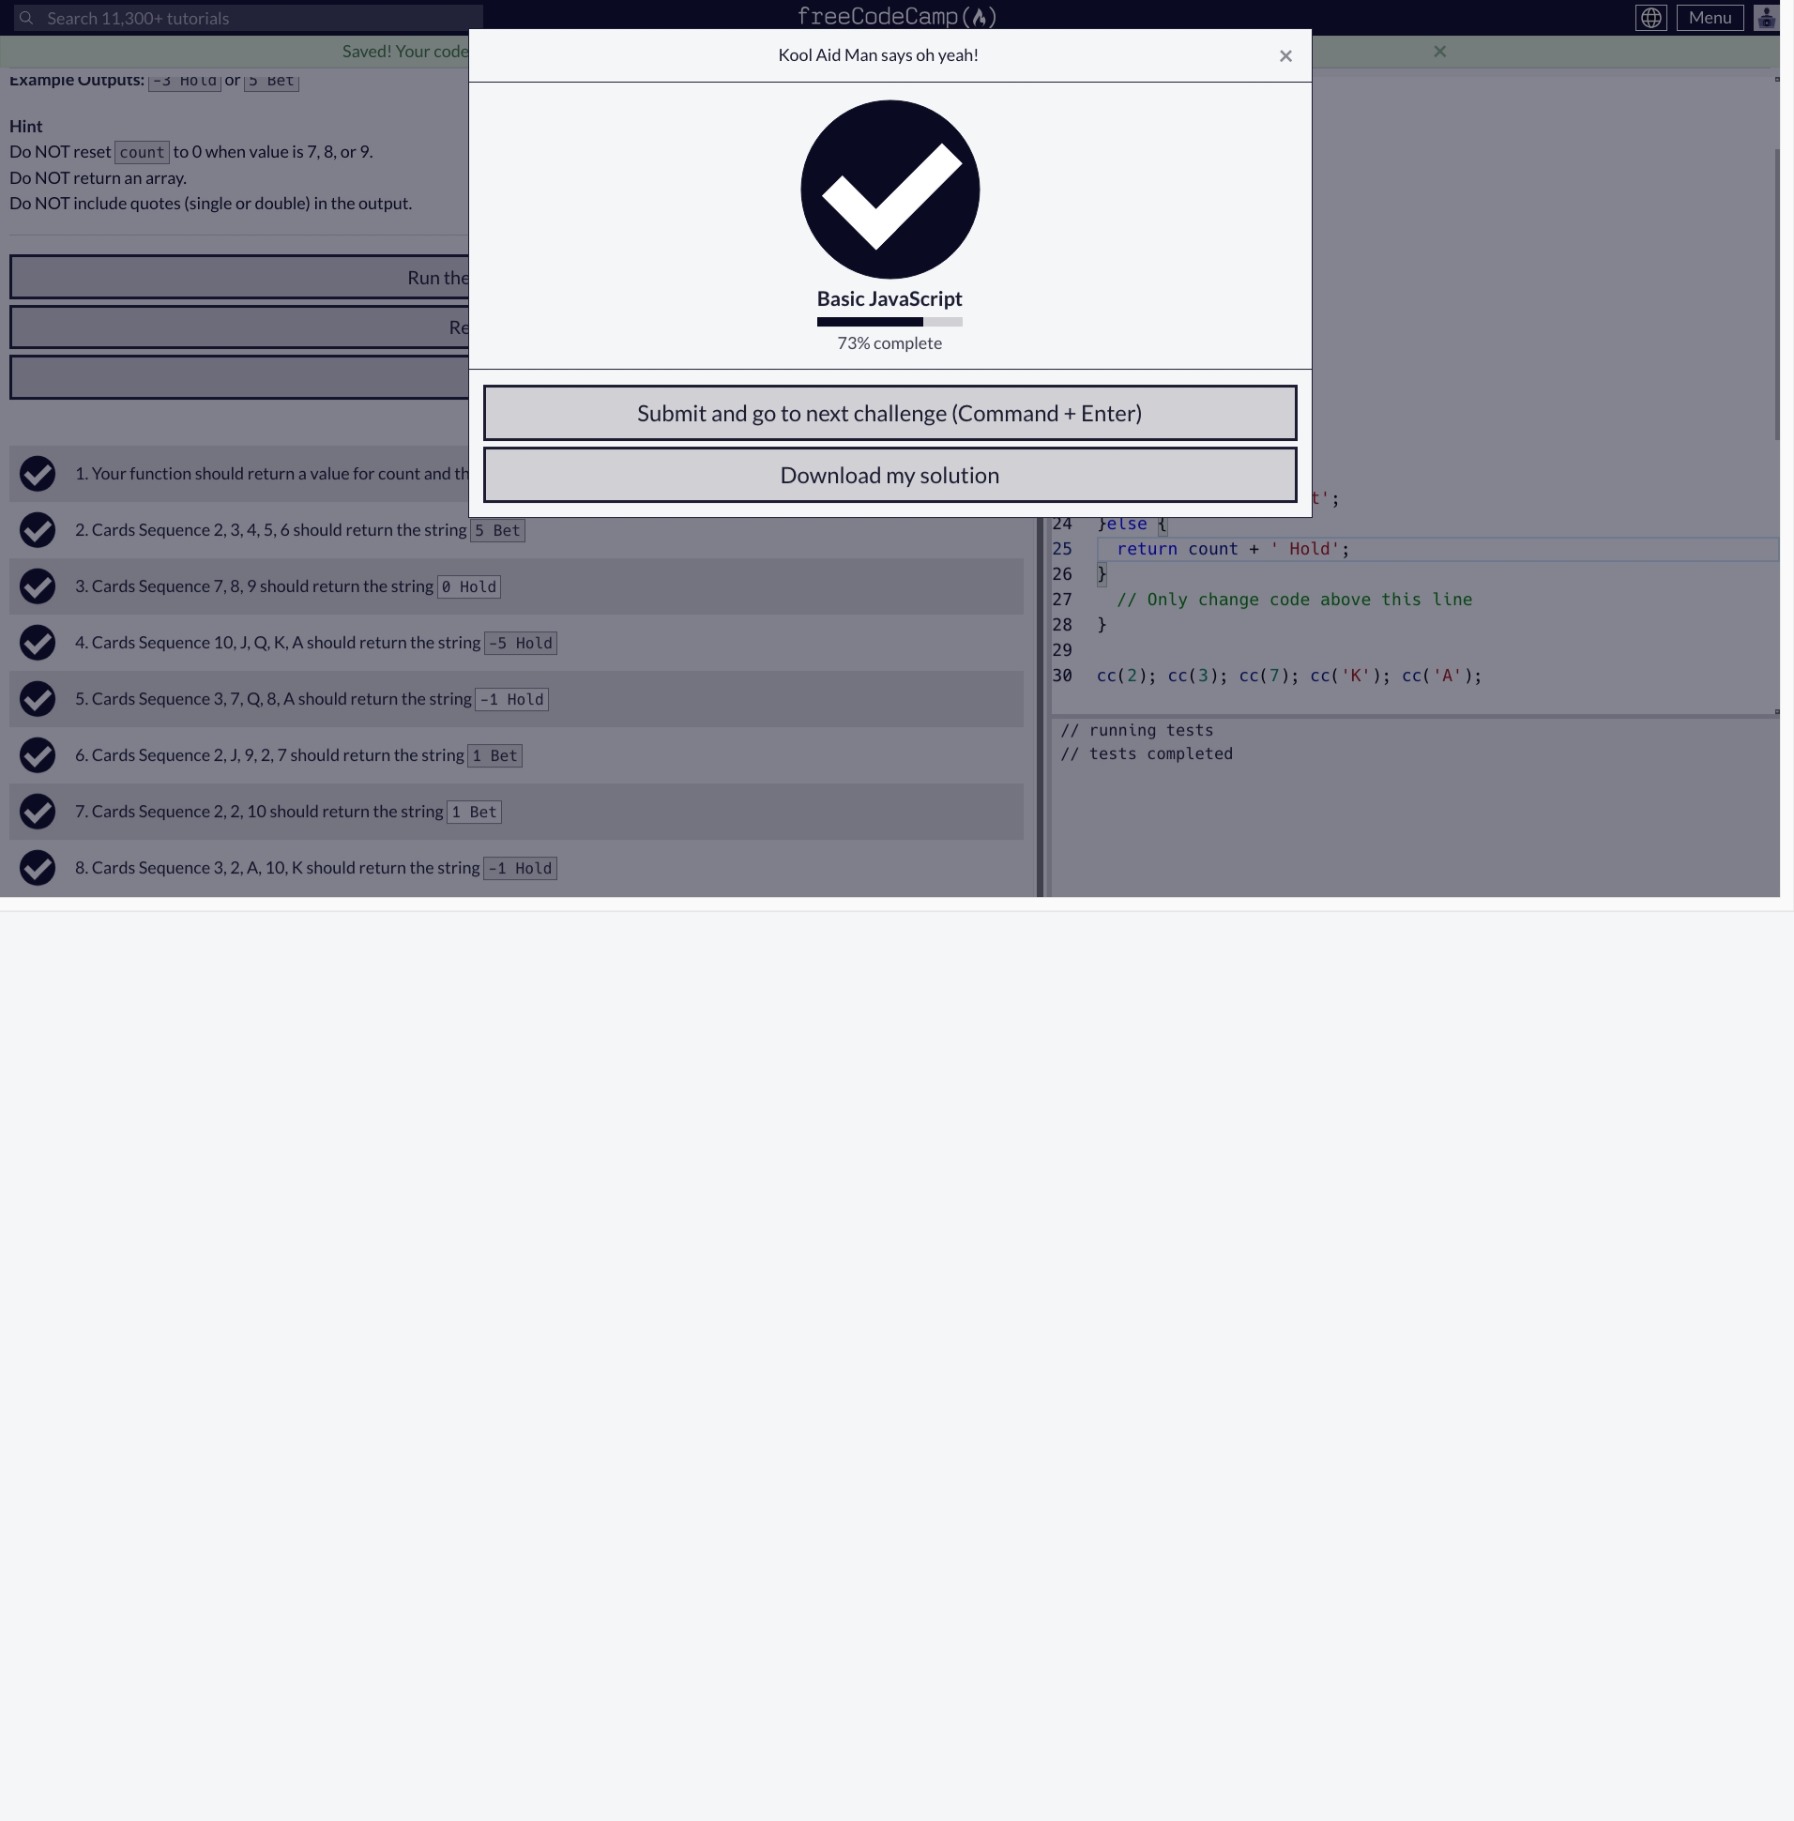 Search 11,300+ tutorials
freeCodeCamp
Menu
Saved! Your code
Kool Aid Man says oh yeah!
×
×
Example Outputs: -3 Hold or 5 Bet
Hint
Do NOT reset count to 0 when value is 7, 8, or 9.
Do NOT return an array.
Do NOT include quotes (single or double) in the output.
Run the
Re
Basic JavaScript
73% complete
Submit and go to next challenge (Command + Enter)
Download my solution
1. Your function should return a value for count and th
2. Cards Sequence 2, 3, 4, 5, 6 should return the string 5 Bet
3. Cards Sequence 7, 8, 9 should return the string 0 Hold
4. Cards Sequence 10, J, Q, K, A should return the string -5 Hold
5. Cards Sequence 3, 7, Q, 8, A should return the string -1 Hold
6. Cards Sequence 2, J, 9, 2, 7 should return the string 1 Bet
7. Cards Sequence 2, 2, 10 should return the string 1 Bet
8. Cards Sequence 3, 2, A, 10, K should return the string -1 Hold
t';
24 }else {
25 return count + ' Hold';
26 }
27 // Only change code above this line
28 }
29
30 cc(2); cc(3); cc(7); cc('K'); cc('A');
// running tests
// tests completed